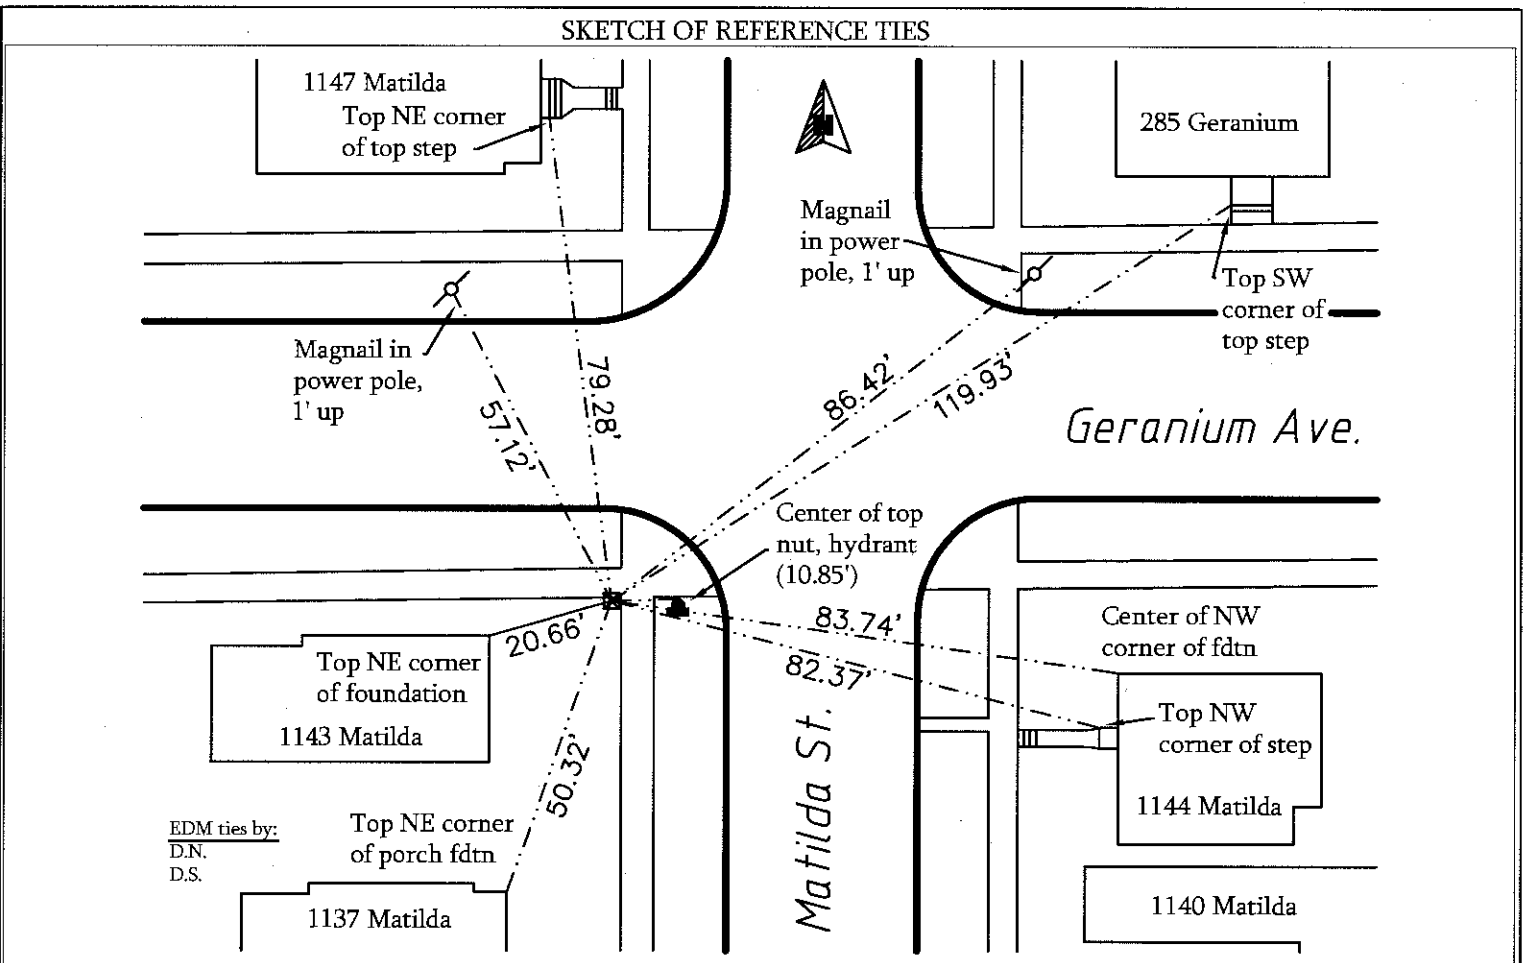 SKETCH OF REFERENCE TIES
1147 Matilda
Top NE corner
of top step
N
285 Geranium
Magnail
in power
pole, 1' up
Top SW
corner of
top step
Magnail in
power pole,
1' up
57.12'
79.28'
86.42'
119.93'
Geranium Ave.
Center of top
nut, hydrant
(10.85')
20.66'
83.74'
82.37'
Center of NW
corner of fdtn
Top NE corner
of foundation
1143 Matilda
Top NW
corner of step
1144 Matilda
50.32'
Matilda St.
EDM ties by:
D.N.
D.S.
Top NE corner
of porch fdtn
1137 Matilda
1140 Matilda